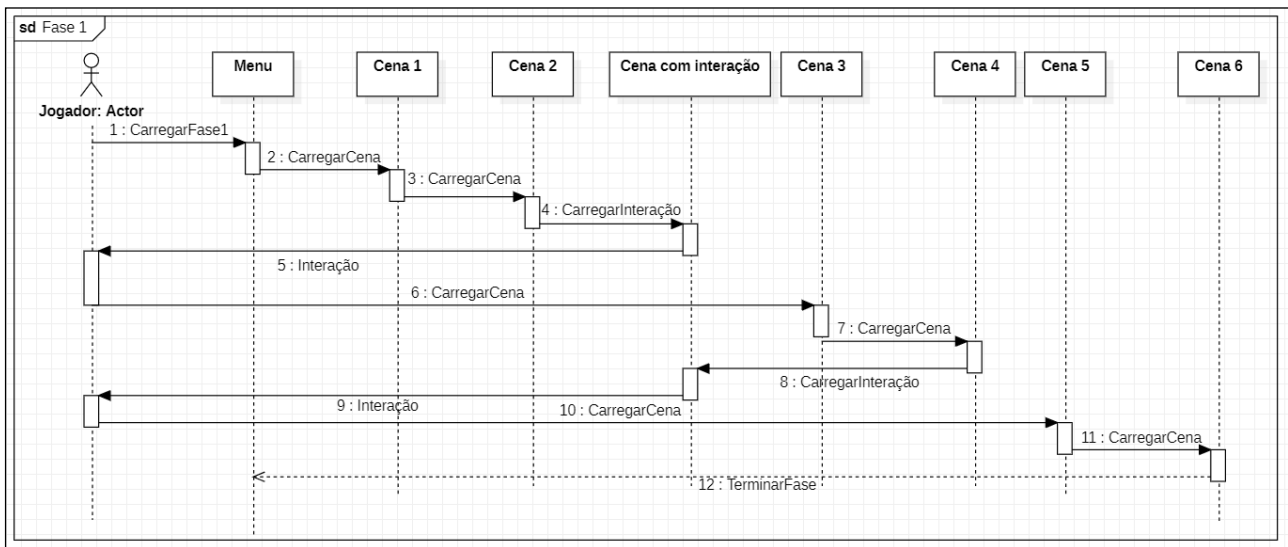 sd Fase 1
Jogador: Actor
Menu
Cena 1
Cena 2
Cena com interação
Cena 3
Cena 4
Cena 5
Cena 6
1 : CarregarFase1
2 : CarregarCena
3 : CarregarCena
4 : CarregarInteração
5 : Interação
6 : CarregarCena
7 : CarregarCena
8 : CarregarInteração
9 : Interação
10 : CarregarCena
11 : CarregarCena
12 : TerminarFase